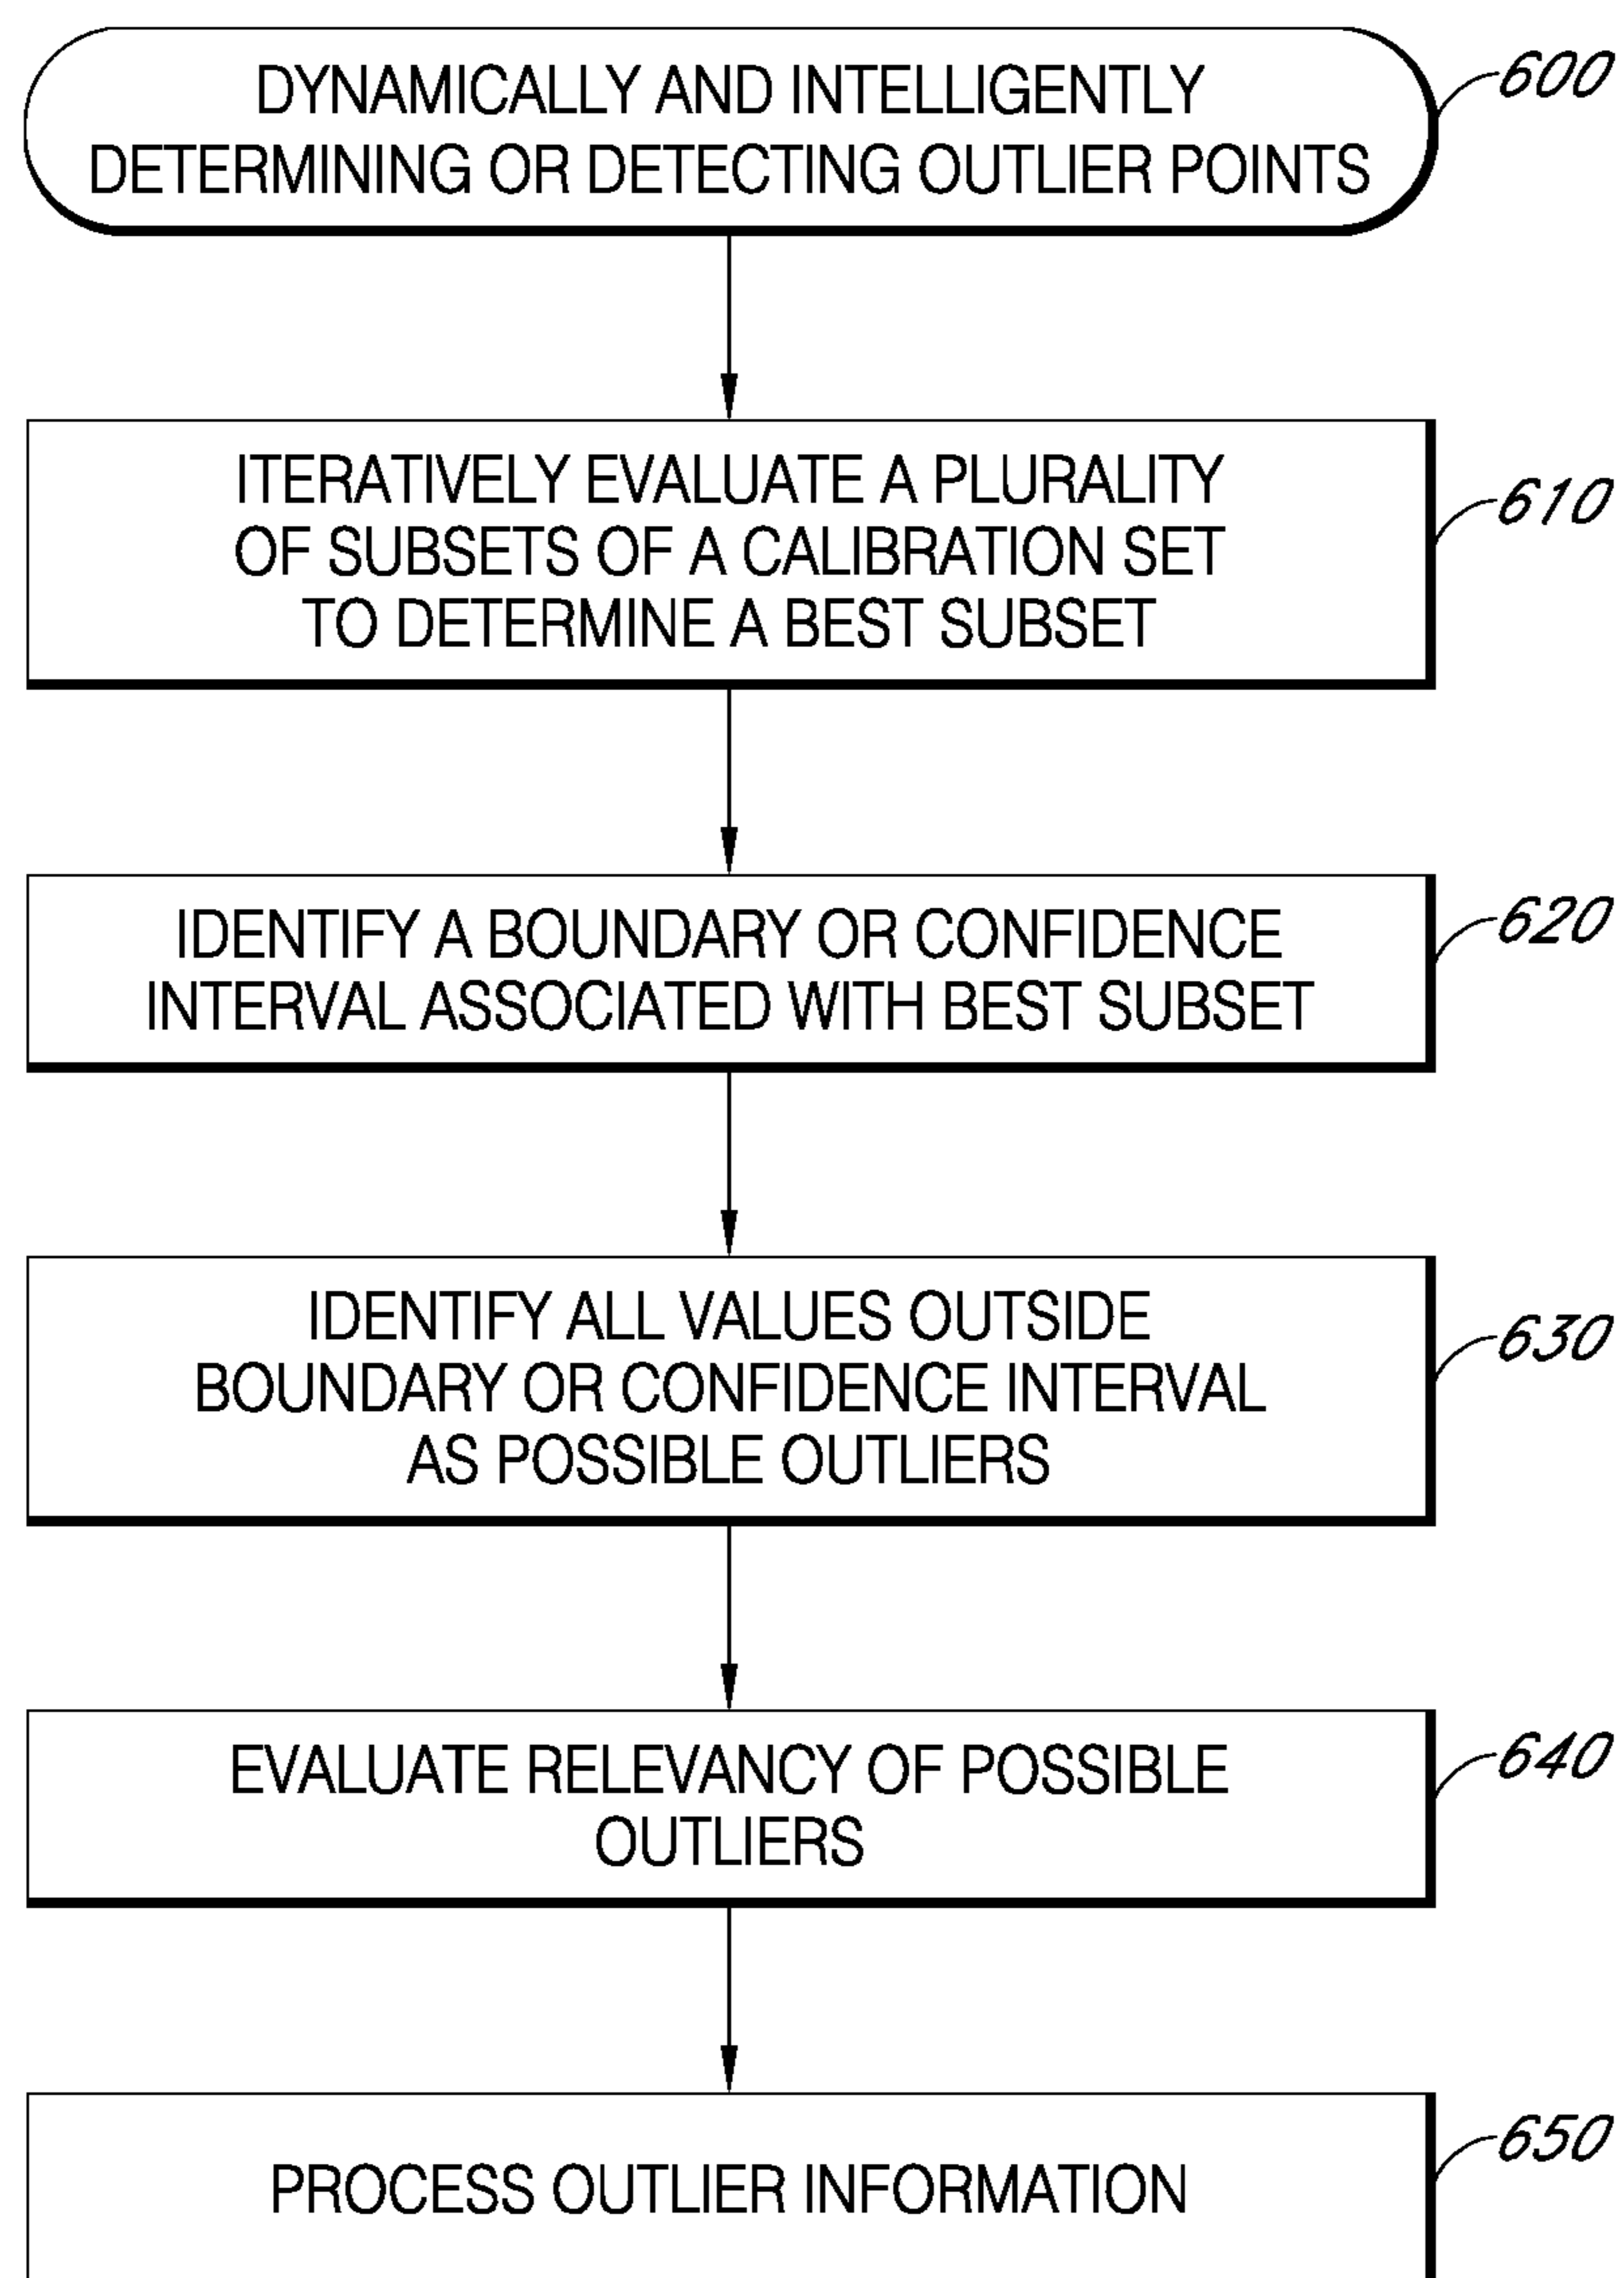 DYNAMICALLY AND INTELLIGENTLY
DETERMINING OR DETECTING OUTLIER POINTS
600
ITERATIVELY EVALUATE A PLURALITY
OF SUBSETS OF A CALIBRATION SET
TO DETERMINE A BEST SUBSET
610
IDENTIFY A BOUNDARY OR CONFIDENCE
INTERVAL ASSOCIATED WITH BEST SUBSET
620
IDENTIFY ALL VALUES OUTSIDE
BOUNDARY OR CONFIDENCE INTERVAL
AS POSSIBLE OUTLIERS
630
EVALUATE RELEVANCY OF POSSIBLE
OUTLIERS
640
PROCESS OUTLIER INFORMATION
650